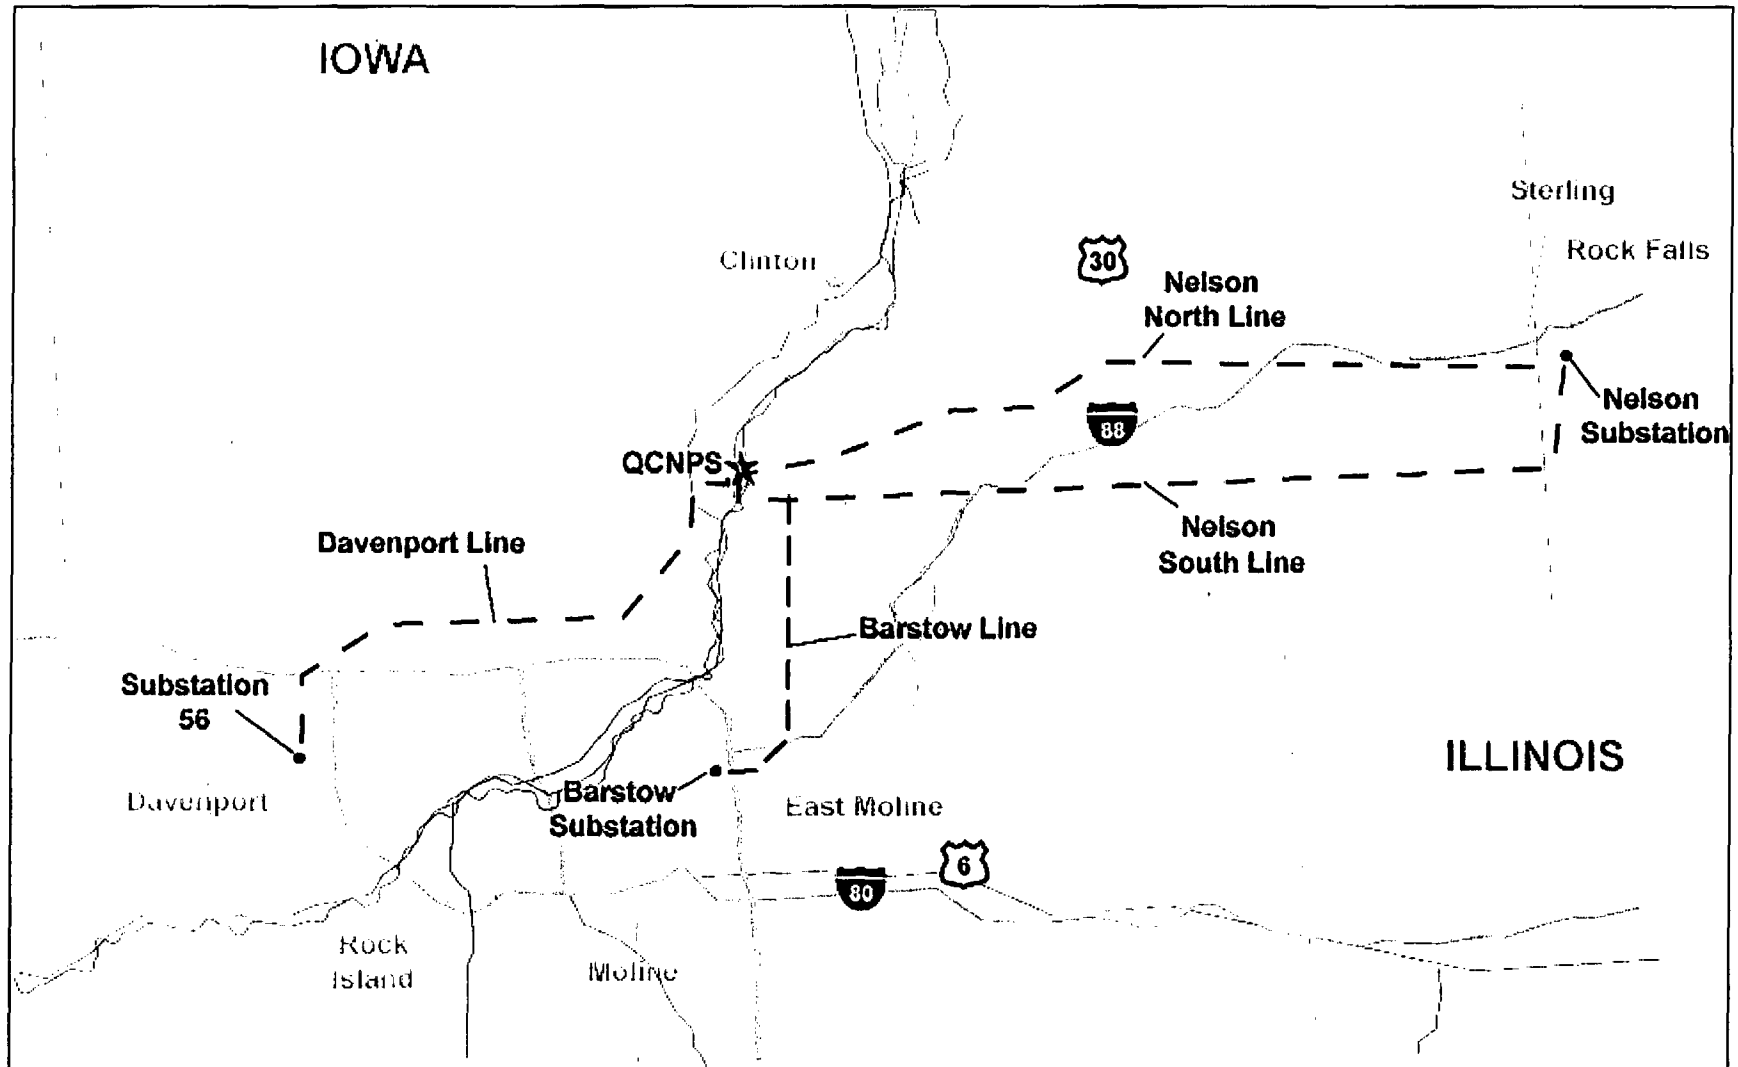 IOWA
Sterling
Clinton
30
Rock Falls
Nelson
North Line
88
Nelson
Substation
QCNPS
Nelson
South Line
Davenport Line
Barstow Line
Substation
56
ILLINOIS
Davenport
Barstow
Substation
East Moline
6
80
Rock
Island
Moline